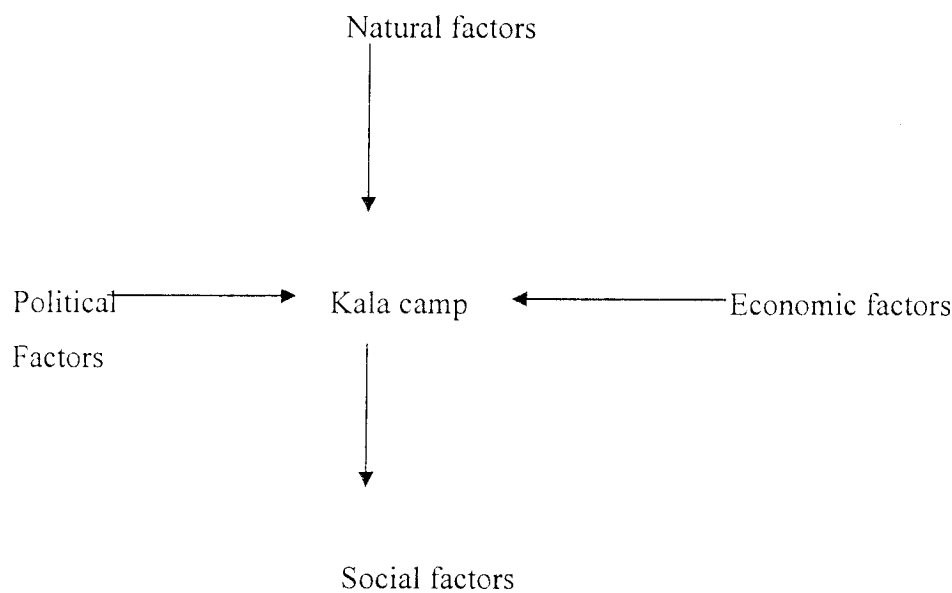 Natural factors
Political
Factors
Kala camp
Economic factors
Social factors